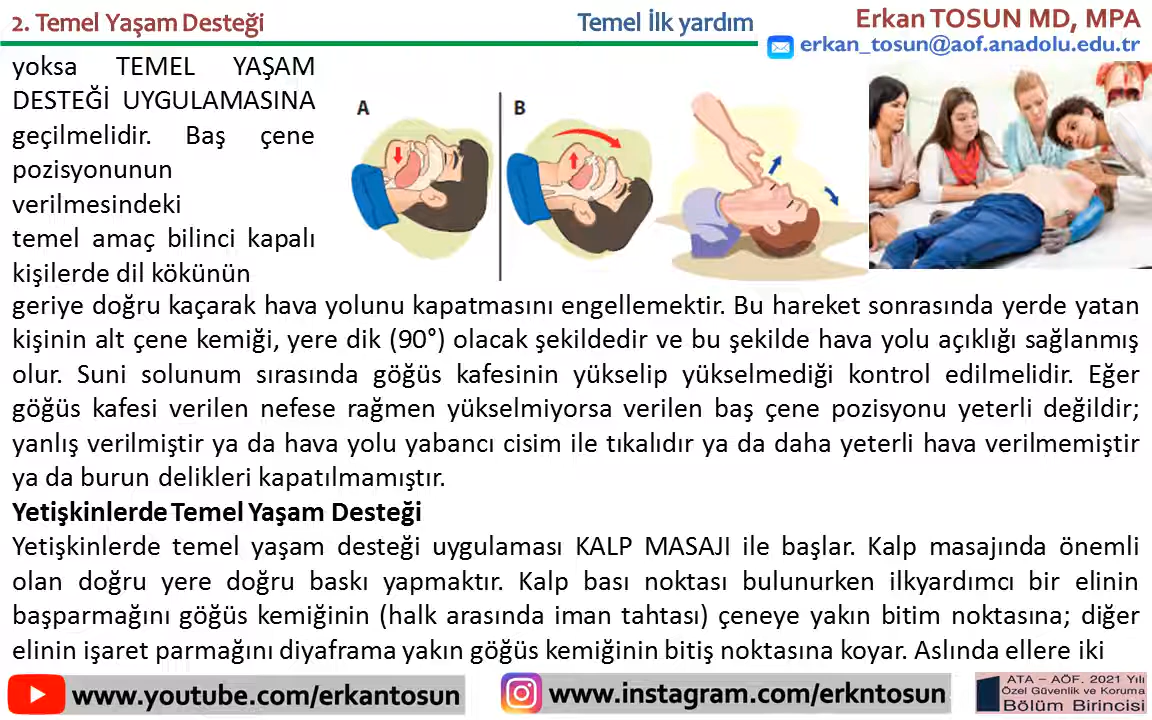 2. Temel Yaşam Desteği
Temel İlk yardım
Erkan TOSUN MD, MPA
erkan_tosun@aof.anadolu.edu.tr
yoksa TEMEL YAŞAM
DESTEĞİ UYGULAMASINA
geçilmelidir. Baş çene
pozisyonunun
verilmesindeki
temel amaç bilinci kapalı
kişilerde dil kökünün
A
B
geriye doğru kaçarak hava yolunu kapatmasını engellemektir. Bu hareket sonrasında yerde yatan
kişinin alt çene kemiği, yere dik (90°) olacak şekildedir ve bu şekilde hava yolu açıklığı sağlanmış
olur. Suni solunum sırasında göğüs kafesinin yükselip yükselmediği kontrol edilmelidir. Eğer
göğüs kafesi verilen nefese rağmen yükselmiyorsa verilen baş çene pozisyonu yeterli değildir;
yanlış verilmiştir ya da hava yolu yabancı cisim ile tıkalıdır ya da daha yeterli hava verilmemiştir
ya da burun delikleri kapatılmamıştır.
Yetişkinlerde Temel Yaşam Desteği
Yetişkinlerde temel yaşam desteği uygulaması KALP MASAJI ile başlar. Kalp masajında önemli
olan doğru yere doğru baskı yapmaktır. Kalp bası noktası bulunurken ilkyardımcı bir elinin
başparmağını göğüs kemiğinin (halk arasında iman tahtası) çeneye yakın bitim noktasına; diğer
elinin işaret parmağını diyaframa yakın göğüs kemiğinin bitiş noktasına koyar. Aslında ellere iki
www.youtube.com/erkantosun
www.instagram.com/erkntosun
ATA – AÖF. 2021 Yılı
Özel Güvenlik ve Koruma
Bölüm Birincisi